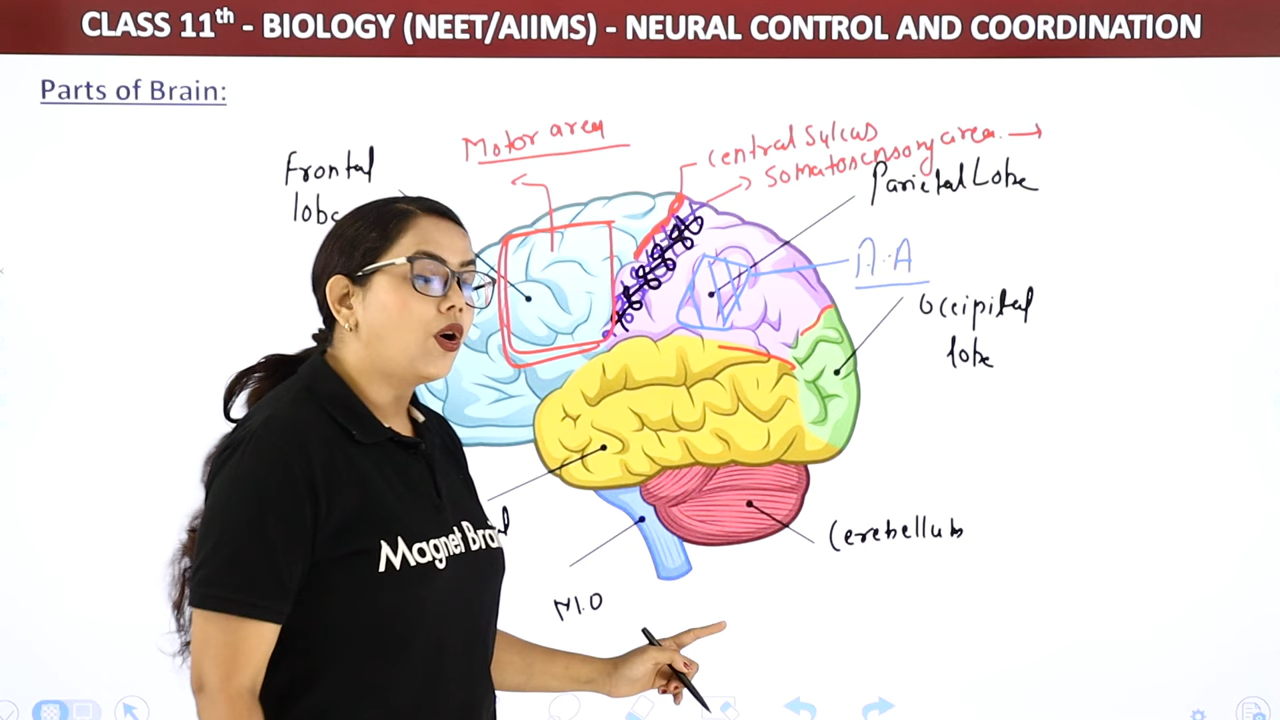 CLASS 11th - BIOLOGY (NEET/AIIMS) - NEURAL CONTROL AND COORDINATION
Parts of Brain:
Motor area
Central Sylcus
Somatosensory area. →
Frontal
lobe
Parietal Lobe
A.A
Occipital
lobe
Magnet Brai
Cerebellum
M.O